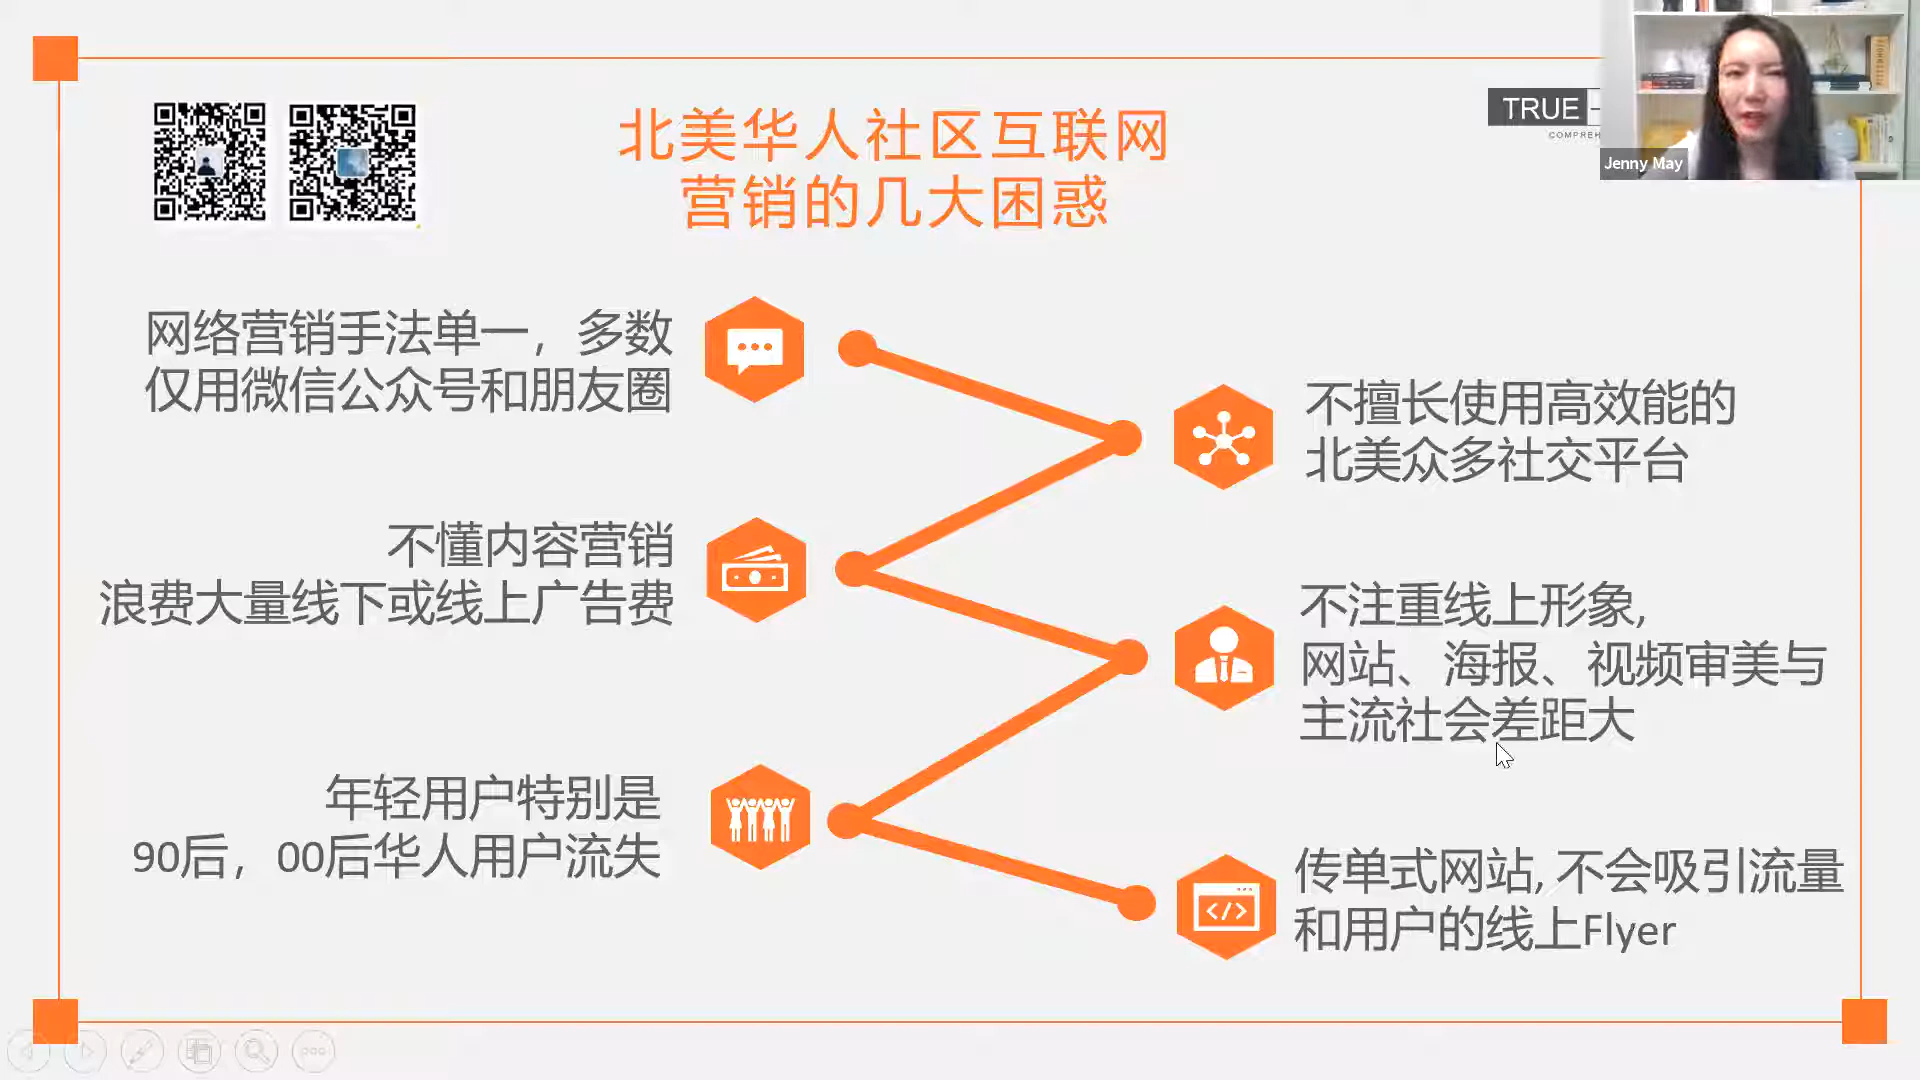 北美华人社区互联网
营销的几大困惑
TRUE
COMPREH
Jenny May
网络营销手法单一，多数
仅用微信公众号和朋友圈
不擅长使用高效能的
北美众多社交平台
不懂内容营销
浪费大量线下或线上广告费
不注重线上形象,
网站、海报、视频审美与
主流社会差距大
年轻用户特别是
90后，00后华人用户流失
传单式网站, 不会吸引流量
和用户的线上Flyer